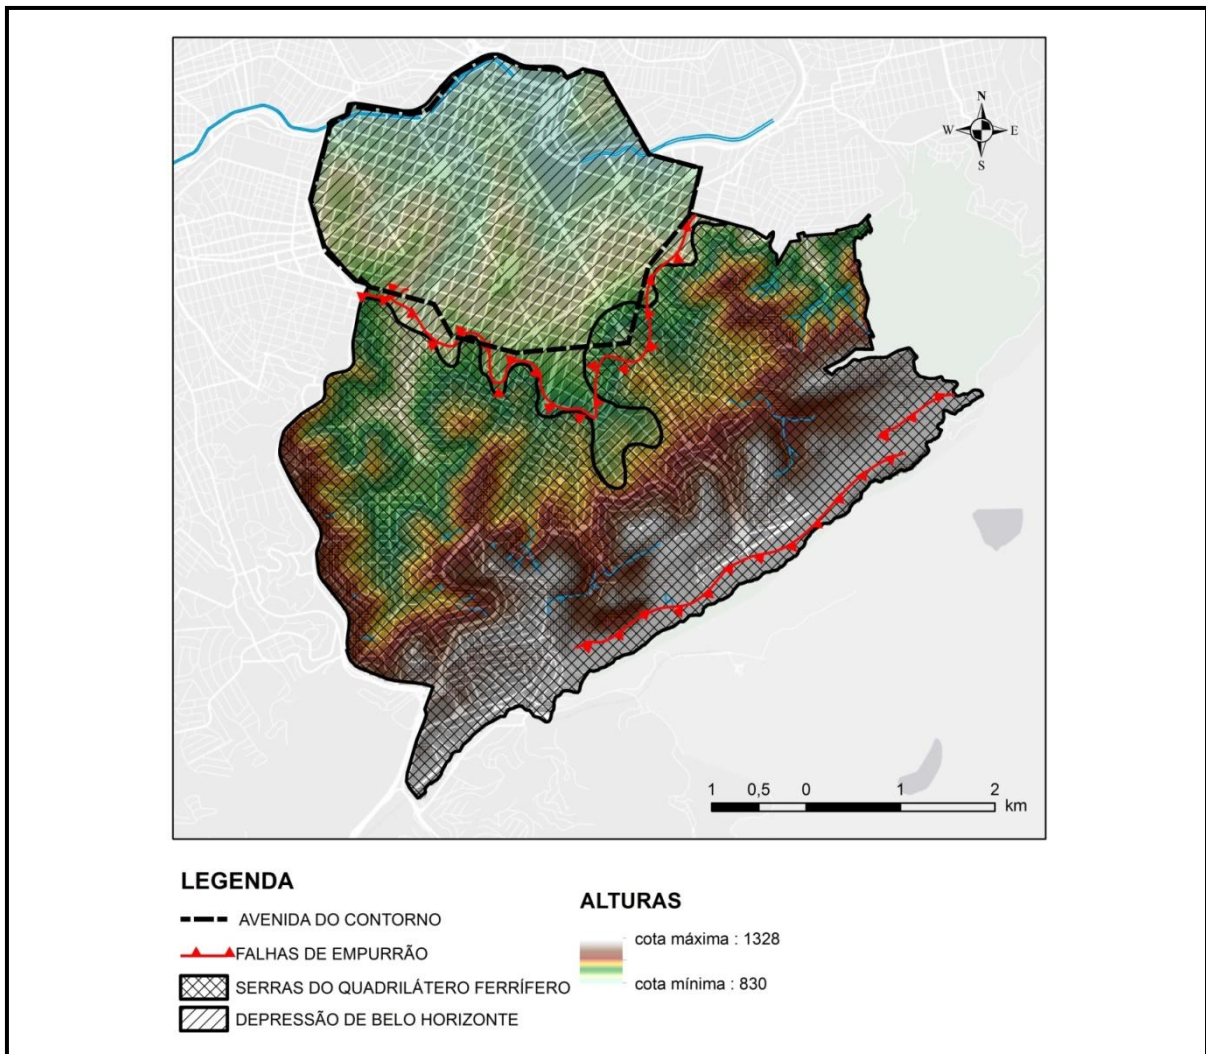 N
W E
S
1 0,5 0 1 2
km
LEGENDA
AVENIDA DO CONTORNO
FALHAS DE EMPURRÃO
SERRAS DO QUADRILÁTERO FERRÍFERO
DEPRESSÃO DE BELO HORIZONTE
ALTURAS
cota máxima : 1328
cota mínima : 830